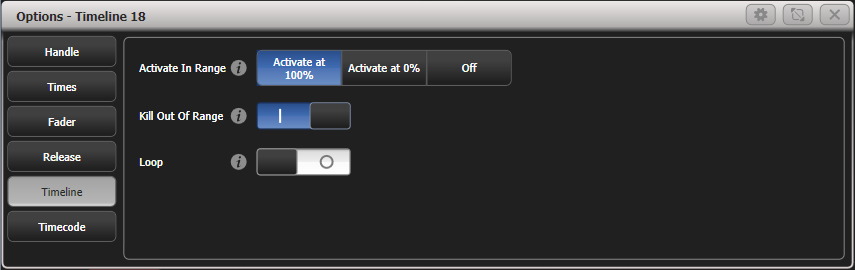 Options - Timeline 18
Handle
Times
Fader
Release
Timeline
Timecode
Activate In Range
Activate at
100%
Activate at 0%
Off
Kill Out Of Range
Loop